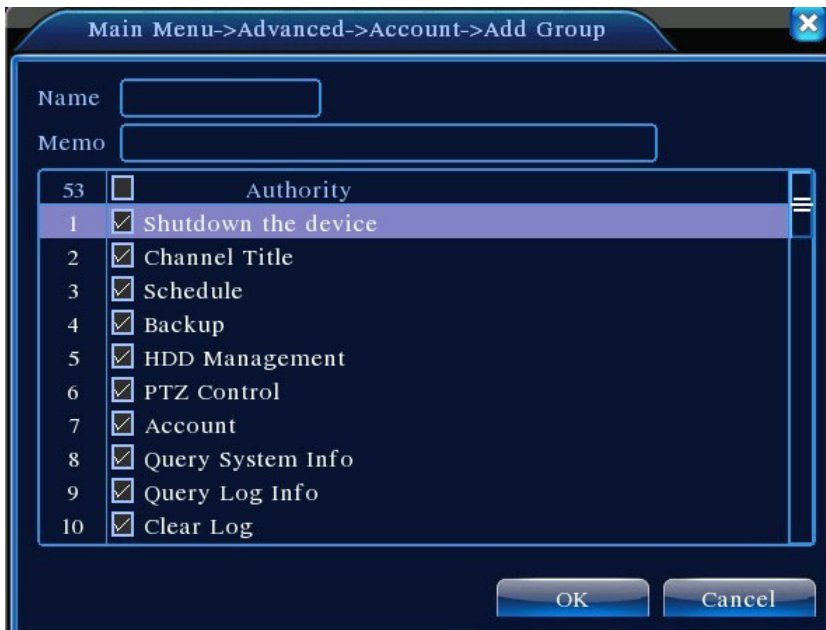 Main Menu->Advanced->Account->Add Group
Name
Memo
53 Authority
1 Shutdown the device
2 Channel Title
3 Schedule
4 Backup
5 HDD Management
6 PTZ Control
7 Account
8 Query System Info
9 Query Log Info
10 Clear Log
OK Cancel